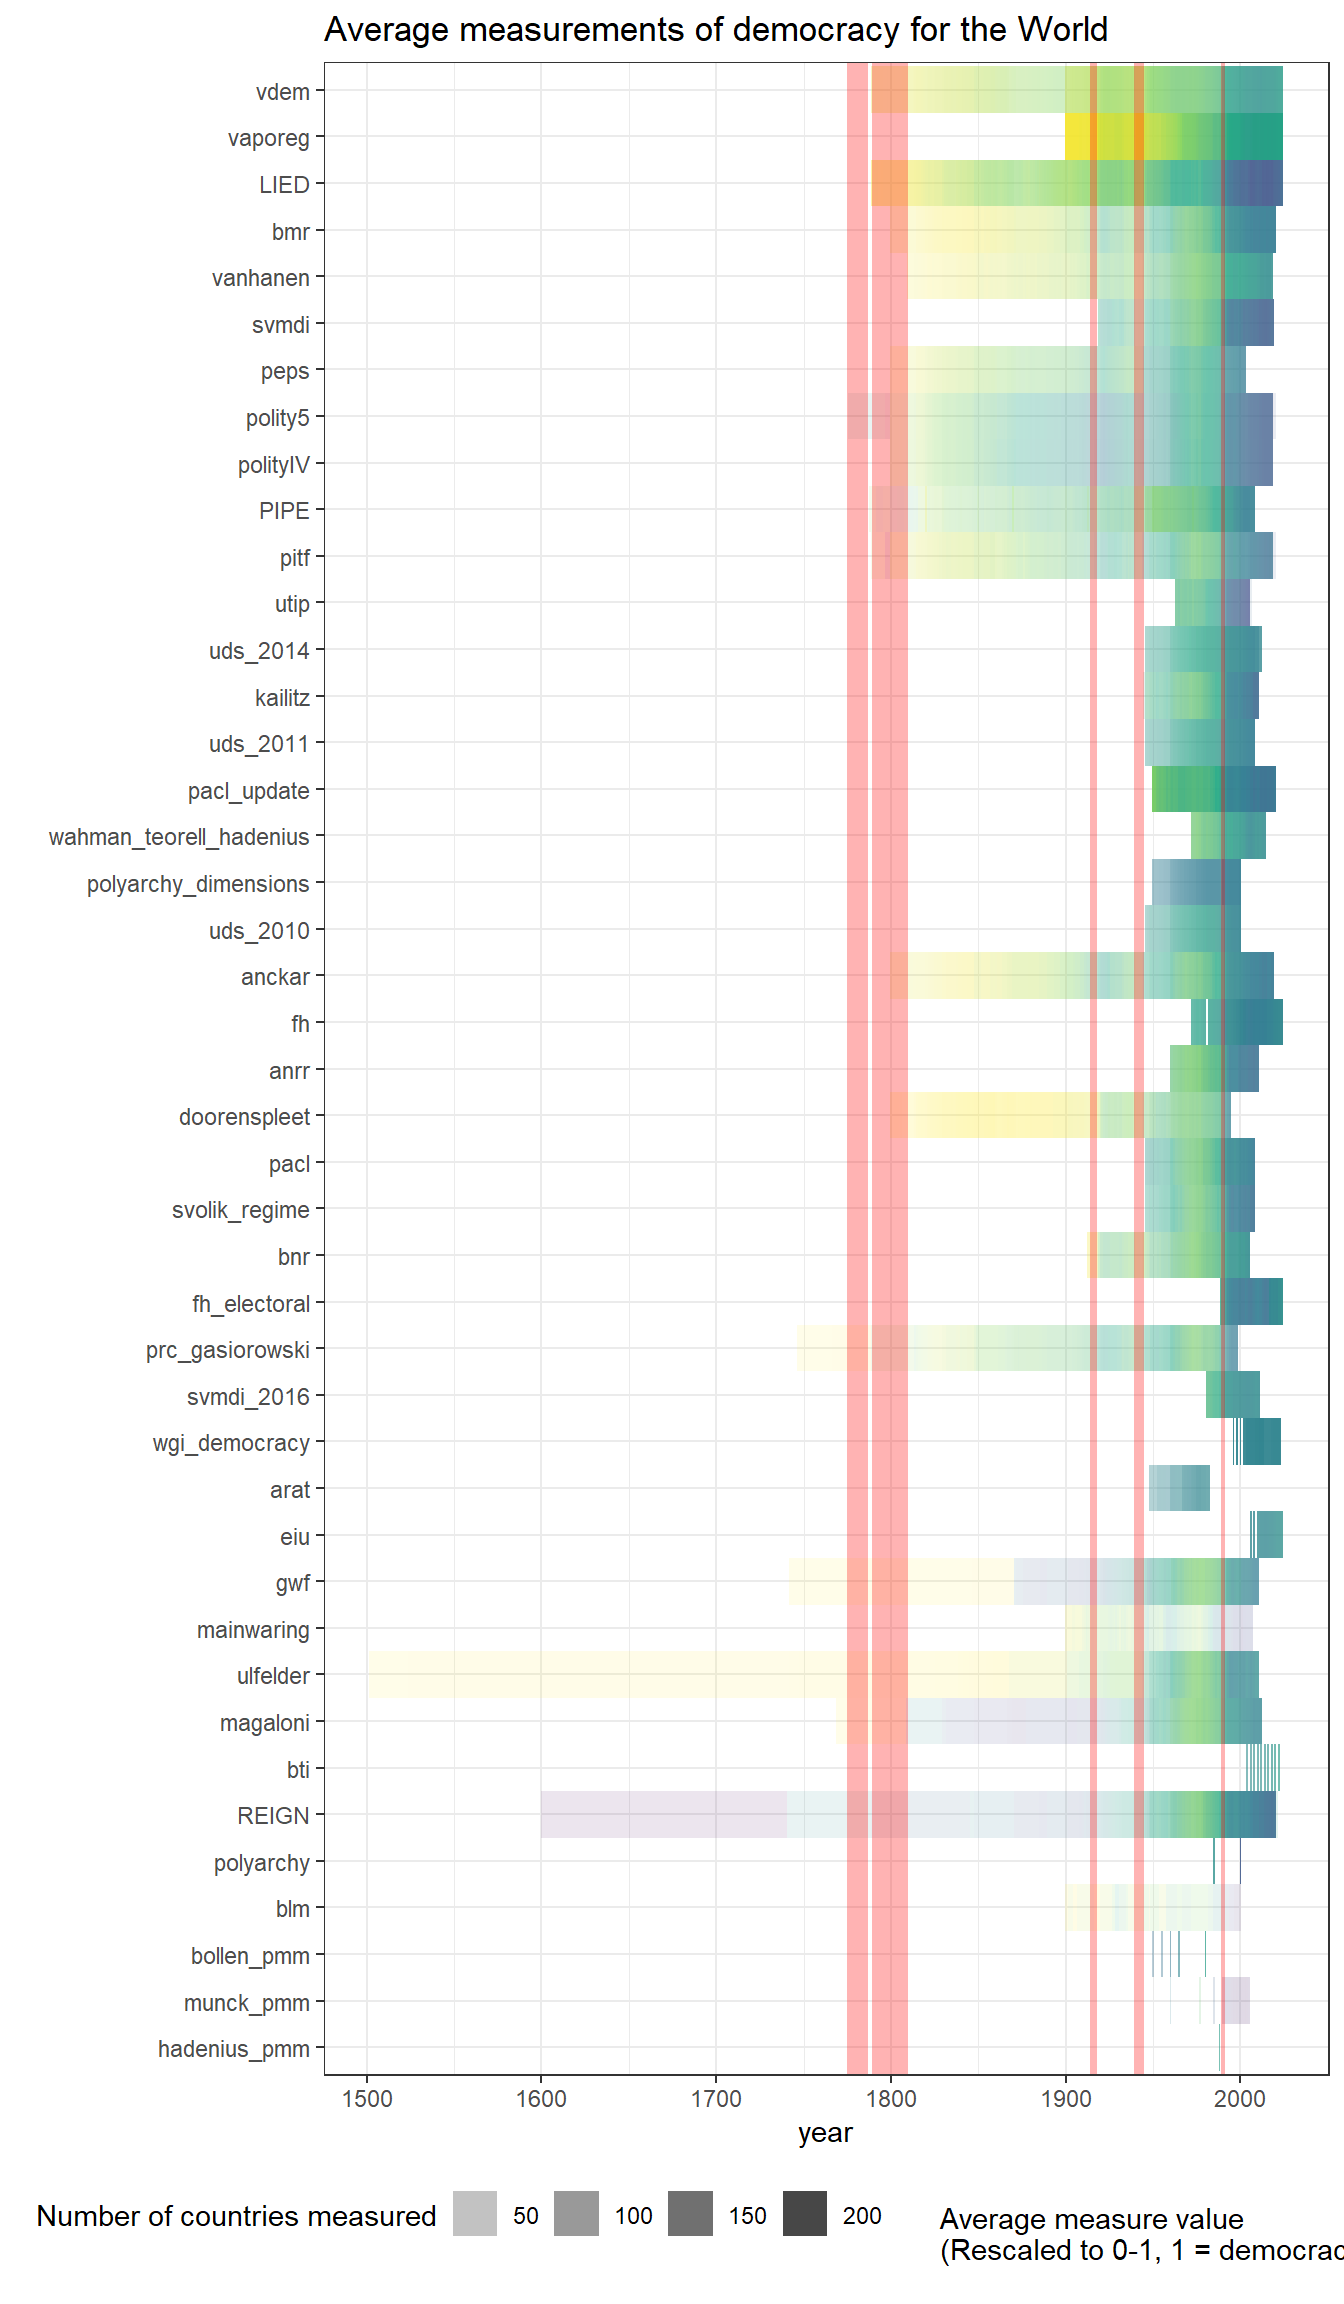 Average measurements of democracy for the World
vdem
vaporeg
LIED
bmr
vanhanen
svmdi
peps
polity5
polityIV
PIPE
pitf
utip
uds_2014
kailitz
uds_2011
pacl_update
wahman_teorell_hadenius
polyarchy_dimensions
uds_2010
anckar
fh
anrr
doorenspleet
pacl
svolik_regime
bnr
fh_electoral
prc_gasiorowski
svmdi_2016
wgi_democracy
arat
eiu
gwf
mainwaring
ulfelder
magaloni
bti
REIGN
polyarchy
blm
bollen_pmm
munck_pmm
hadenius_pmm
1500 1600 1700 1800 1900 2000
year
Number of countries measured 50 100 150 200
Average measure value
(Rescaled to 0-1, 1 = democrac